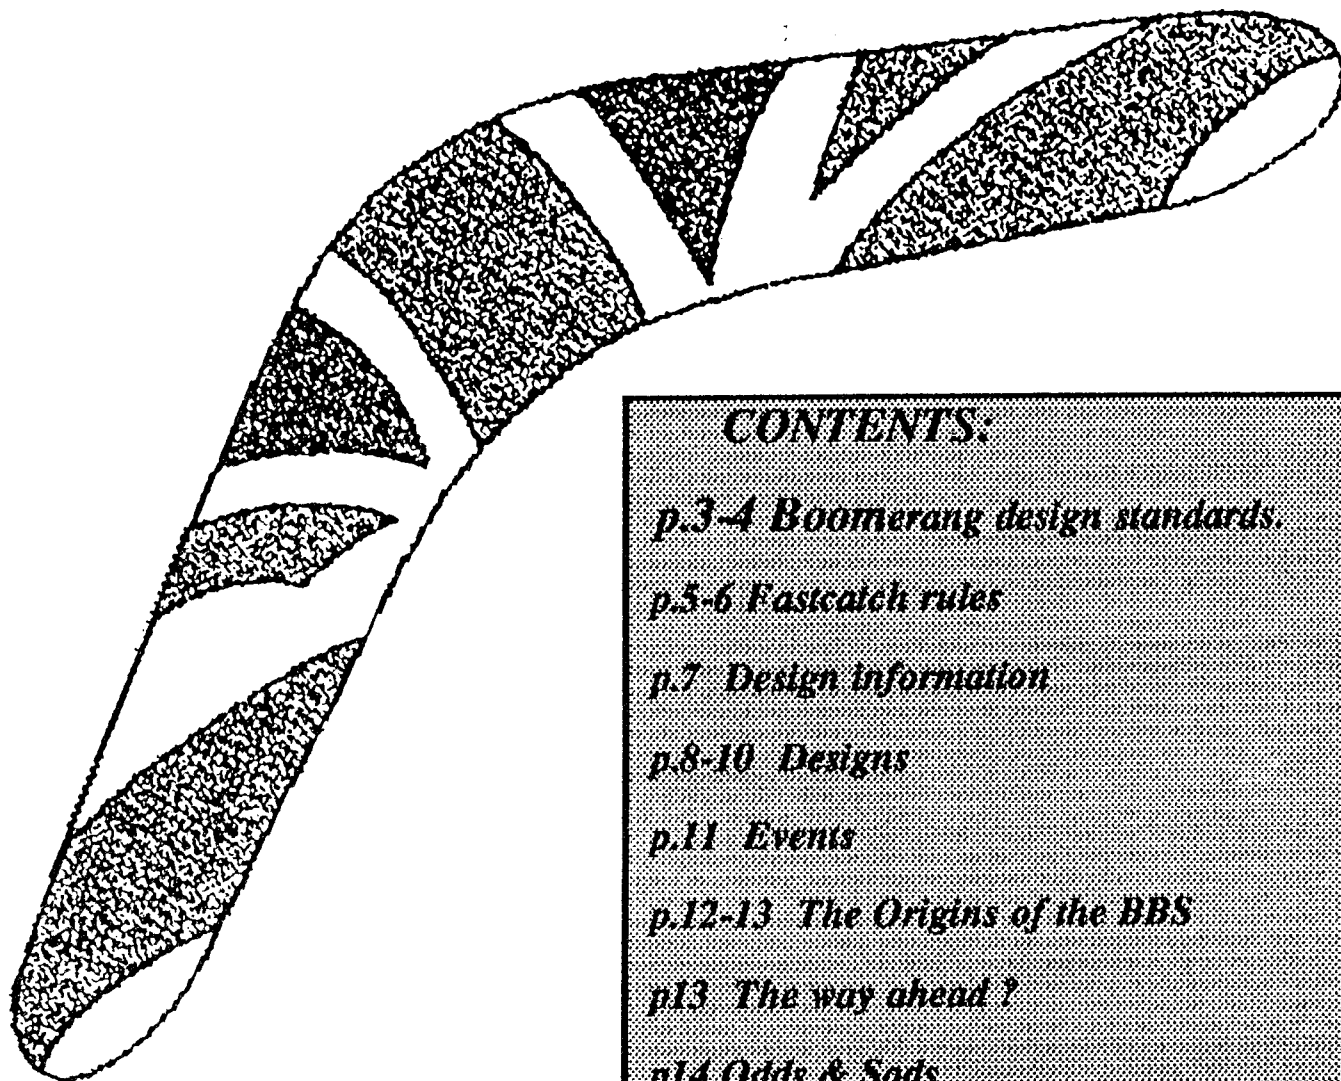 CONTENTS:
p.3-4 Boomerang design standards.
p.5-6 Fastcatch rules
p.7 Design information
p.8-10 Designs
p.11 Events
p.12-13 The Origins of the BBS
p13 The way ahead ?
p14 Odds & Sods